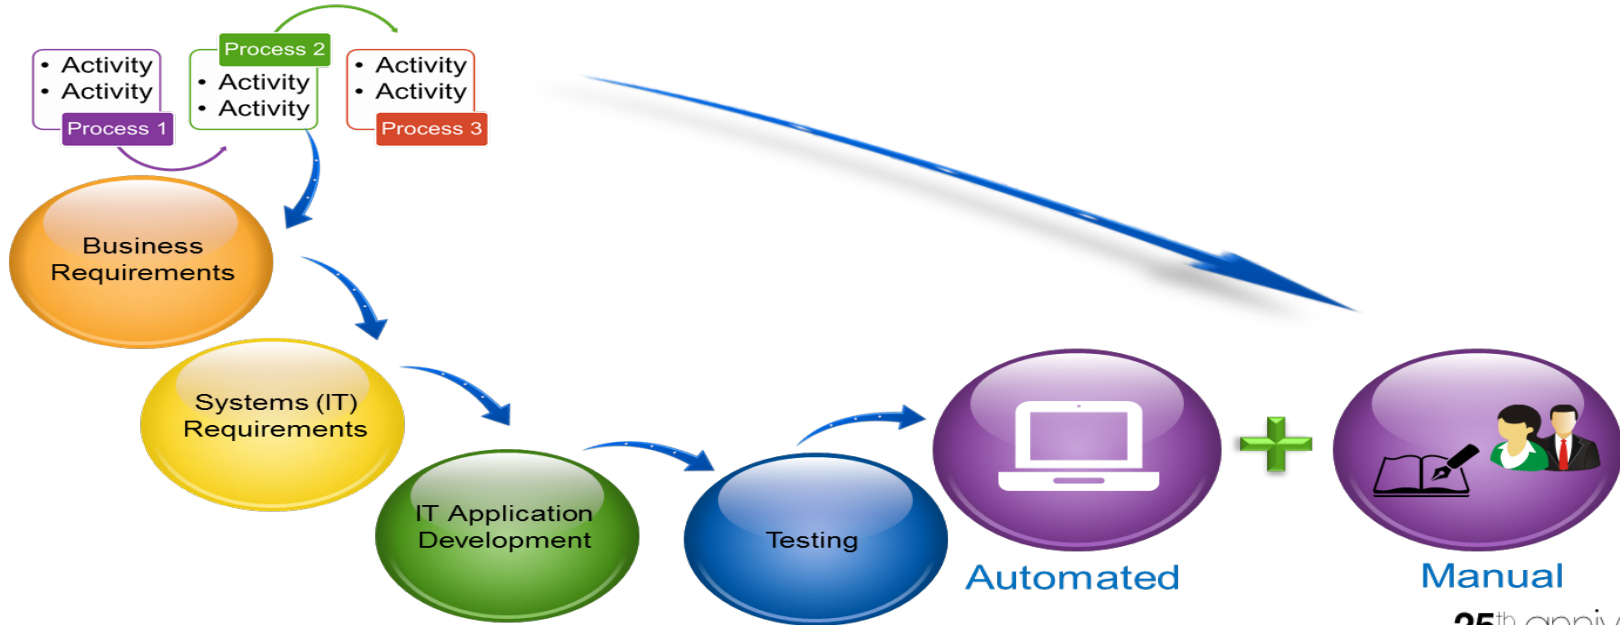 • Activity
• Activity
Process 1
Process 2
• Activity
• Activity
• Activity
• Activity
Process 3
Business
Requirements
Systems (IT)
Requirements
IT Application
Development
Testing
Automated
Manual
25th